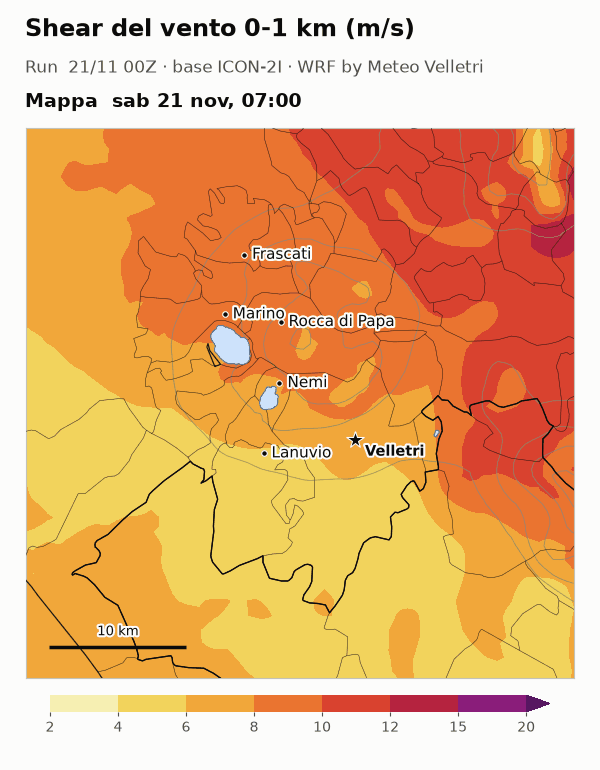 Shear del vento 0-1 km (m/s)
Run  21/11 00Z · base ICON-2I · WRF by Meteo Velletri
Mappa  sab 21 nov, 07:00
Frascati
Marino
Rocca di Papa
Nemi
Velletri
Lanuvio
10 km
2 4 6 8 10 12 15 20